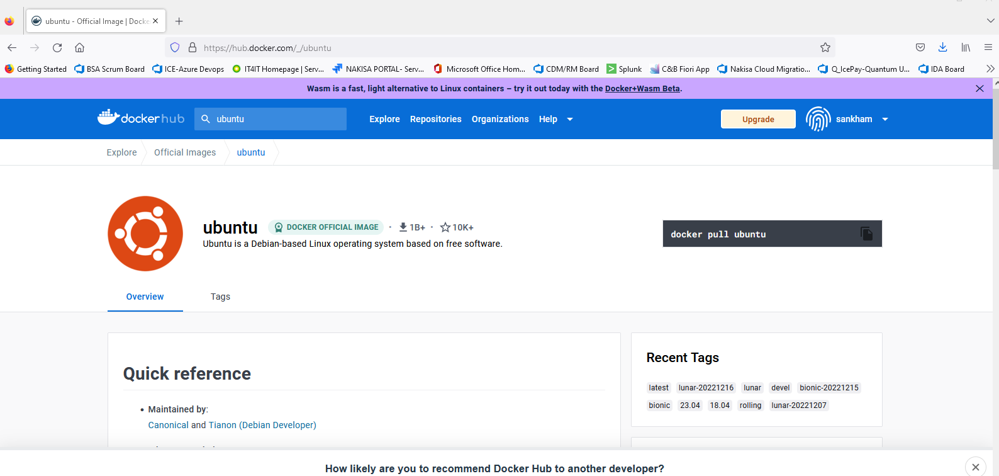 ubuntu - Official Image | Docke
https://hub.docker.com/_/ubuntu
Getting Started BSA Scrum Board ICE-Azure Devops IT4IT Homepage | Serv... NAKISA PORTAL- Serv... Microsoft Office Hom... CDM/RM Board Splunk C&B Fiori App Nakisa Cloud Migratio... Q_IcePay-Quantum U... IDA Board
Wasm is a fast, light alternative to Linux containers – try it out today with the Docker+Wasm Beta.
dockerhub ubuntu Explore Repositories Organizations Help Upgrade sankham
Explore Official Images ubuntu
ubuntu DOCKER OFFICIAL IMAGE · 1B+ · 10K+
Ubuntu is a Debian-based Linux operating system based on free software.
docker pull ubuntu
Overview Tags
Quick reference
• Maintained by:
Canonical and Tianon (Debian Developer)
Recent Tags
latest lunar-20221216 lunar devel bionic-20221215
bionic 23.04 18.04 rolling lunar-20221207
How likely are you to recommend Docker Hub to another developer?